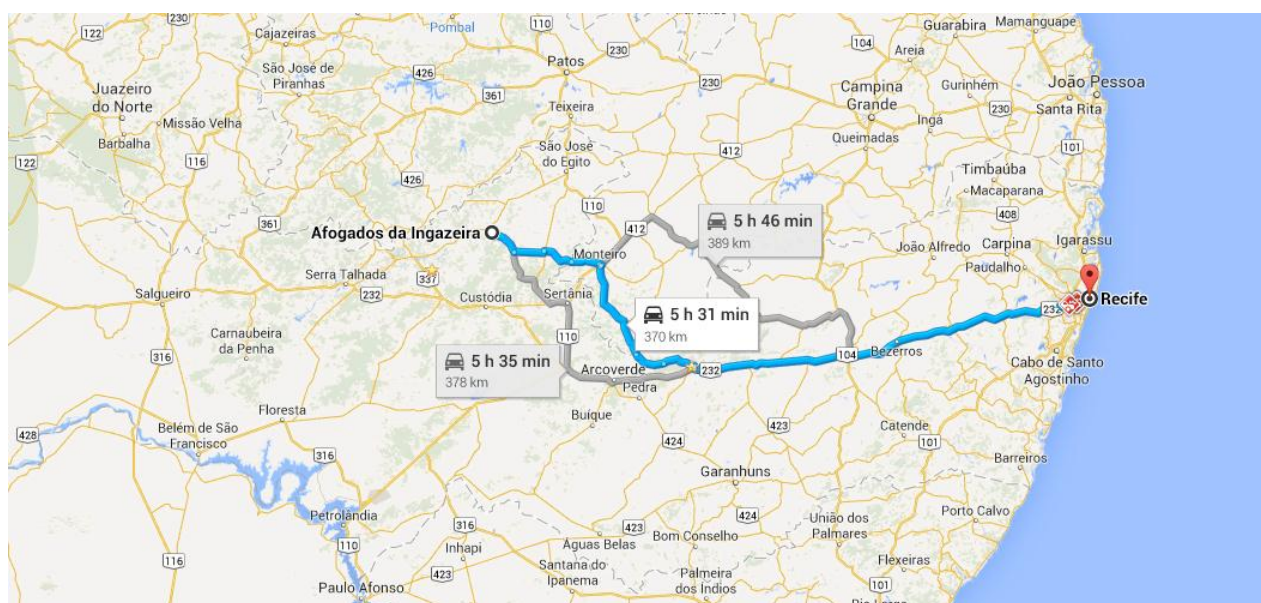 Guarabira
Mamanguape
122
Cajazeiras
Pombal
110
230
104
Areia
São José de
Piranhas
426
Patos
230
Juazeiro
do Norte
361
Campina
Grande
Gurinhém
João Pessoa
230
Santa Rita
Missão Velha
Teixeira
Ingá
Barbalha
116
São José
do Egito
412
Queimadas
101
122
426
Timbaúba
Macaparana
110
408
361
412
5 h 46 min
389 km
Afogados da Ingazeira
João Alfredo
Carpina
Igarassu
Monteiro
Paudalho
Serra Talhada
337
Salgueiro
232
Custódia
Sertânia
5 h 31 min
370 km
232
Recife
Carnaubeira
da Penha
110
104
Bezerros
316
5 h 35 min
378 km
Arcoverde
232
Cabo de Santo
Agostinho
Pedra
Floresta
Buíque
428
Belém de São
Francisco
423
Catende
316
424
101
Barreiros
Garanhuns
Petrolândia
424
Porto Calvo
316
423
União dos
Palmares
116
110
Inhapi
Águas Belas
Bom Conselho
Flexeiras
423
Santana do
Ipanema
Palmeira
dos Índios
101
Paulo Afonso